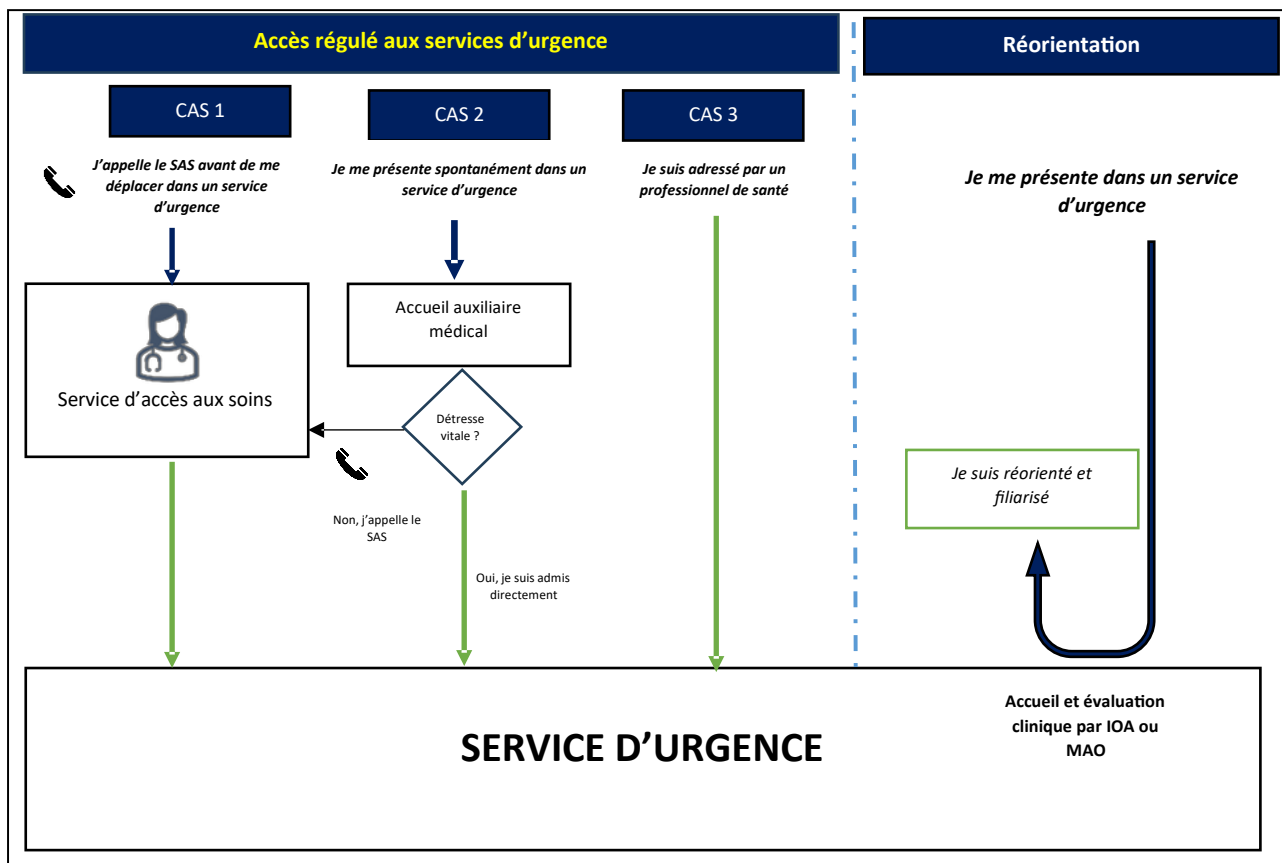 Accès régulé aux services d'urgence
Réorientation
CAS 1
CAS 2
CAS 3
J'appelle le SAS avant de me
déplacer dans un service
d'urgence
Je me présente spontanément dans un
service d'urgence
Je suis adressé par un
professionnel de santé
Je me présente dans un service
d'urgence
Accueil auxiliaire
médical
Service d'accès aux soins
Détresse
vitale ?
Non, j'appelle le
SAS
Oui, je suis admis
directement
Je suis réorienté et
filiarisé
SERVICE D'URGENCE
Accueil et évaluation
clinique par IOA ou
MAO